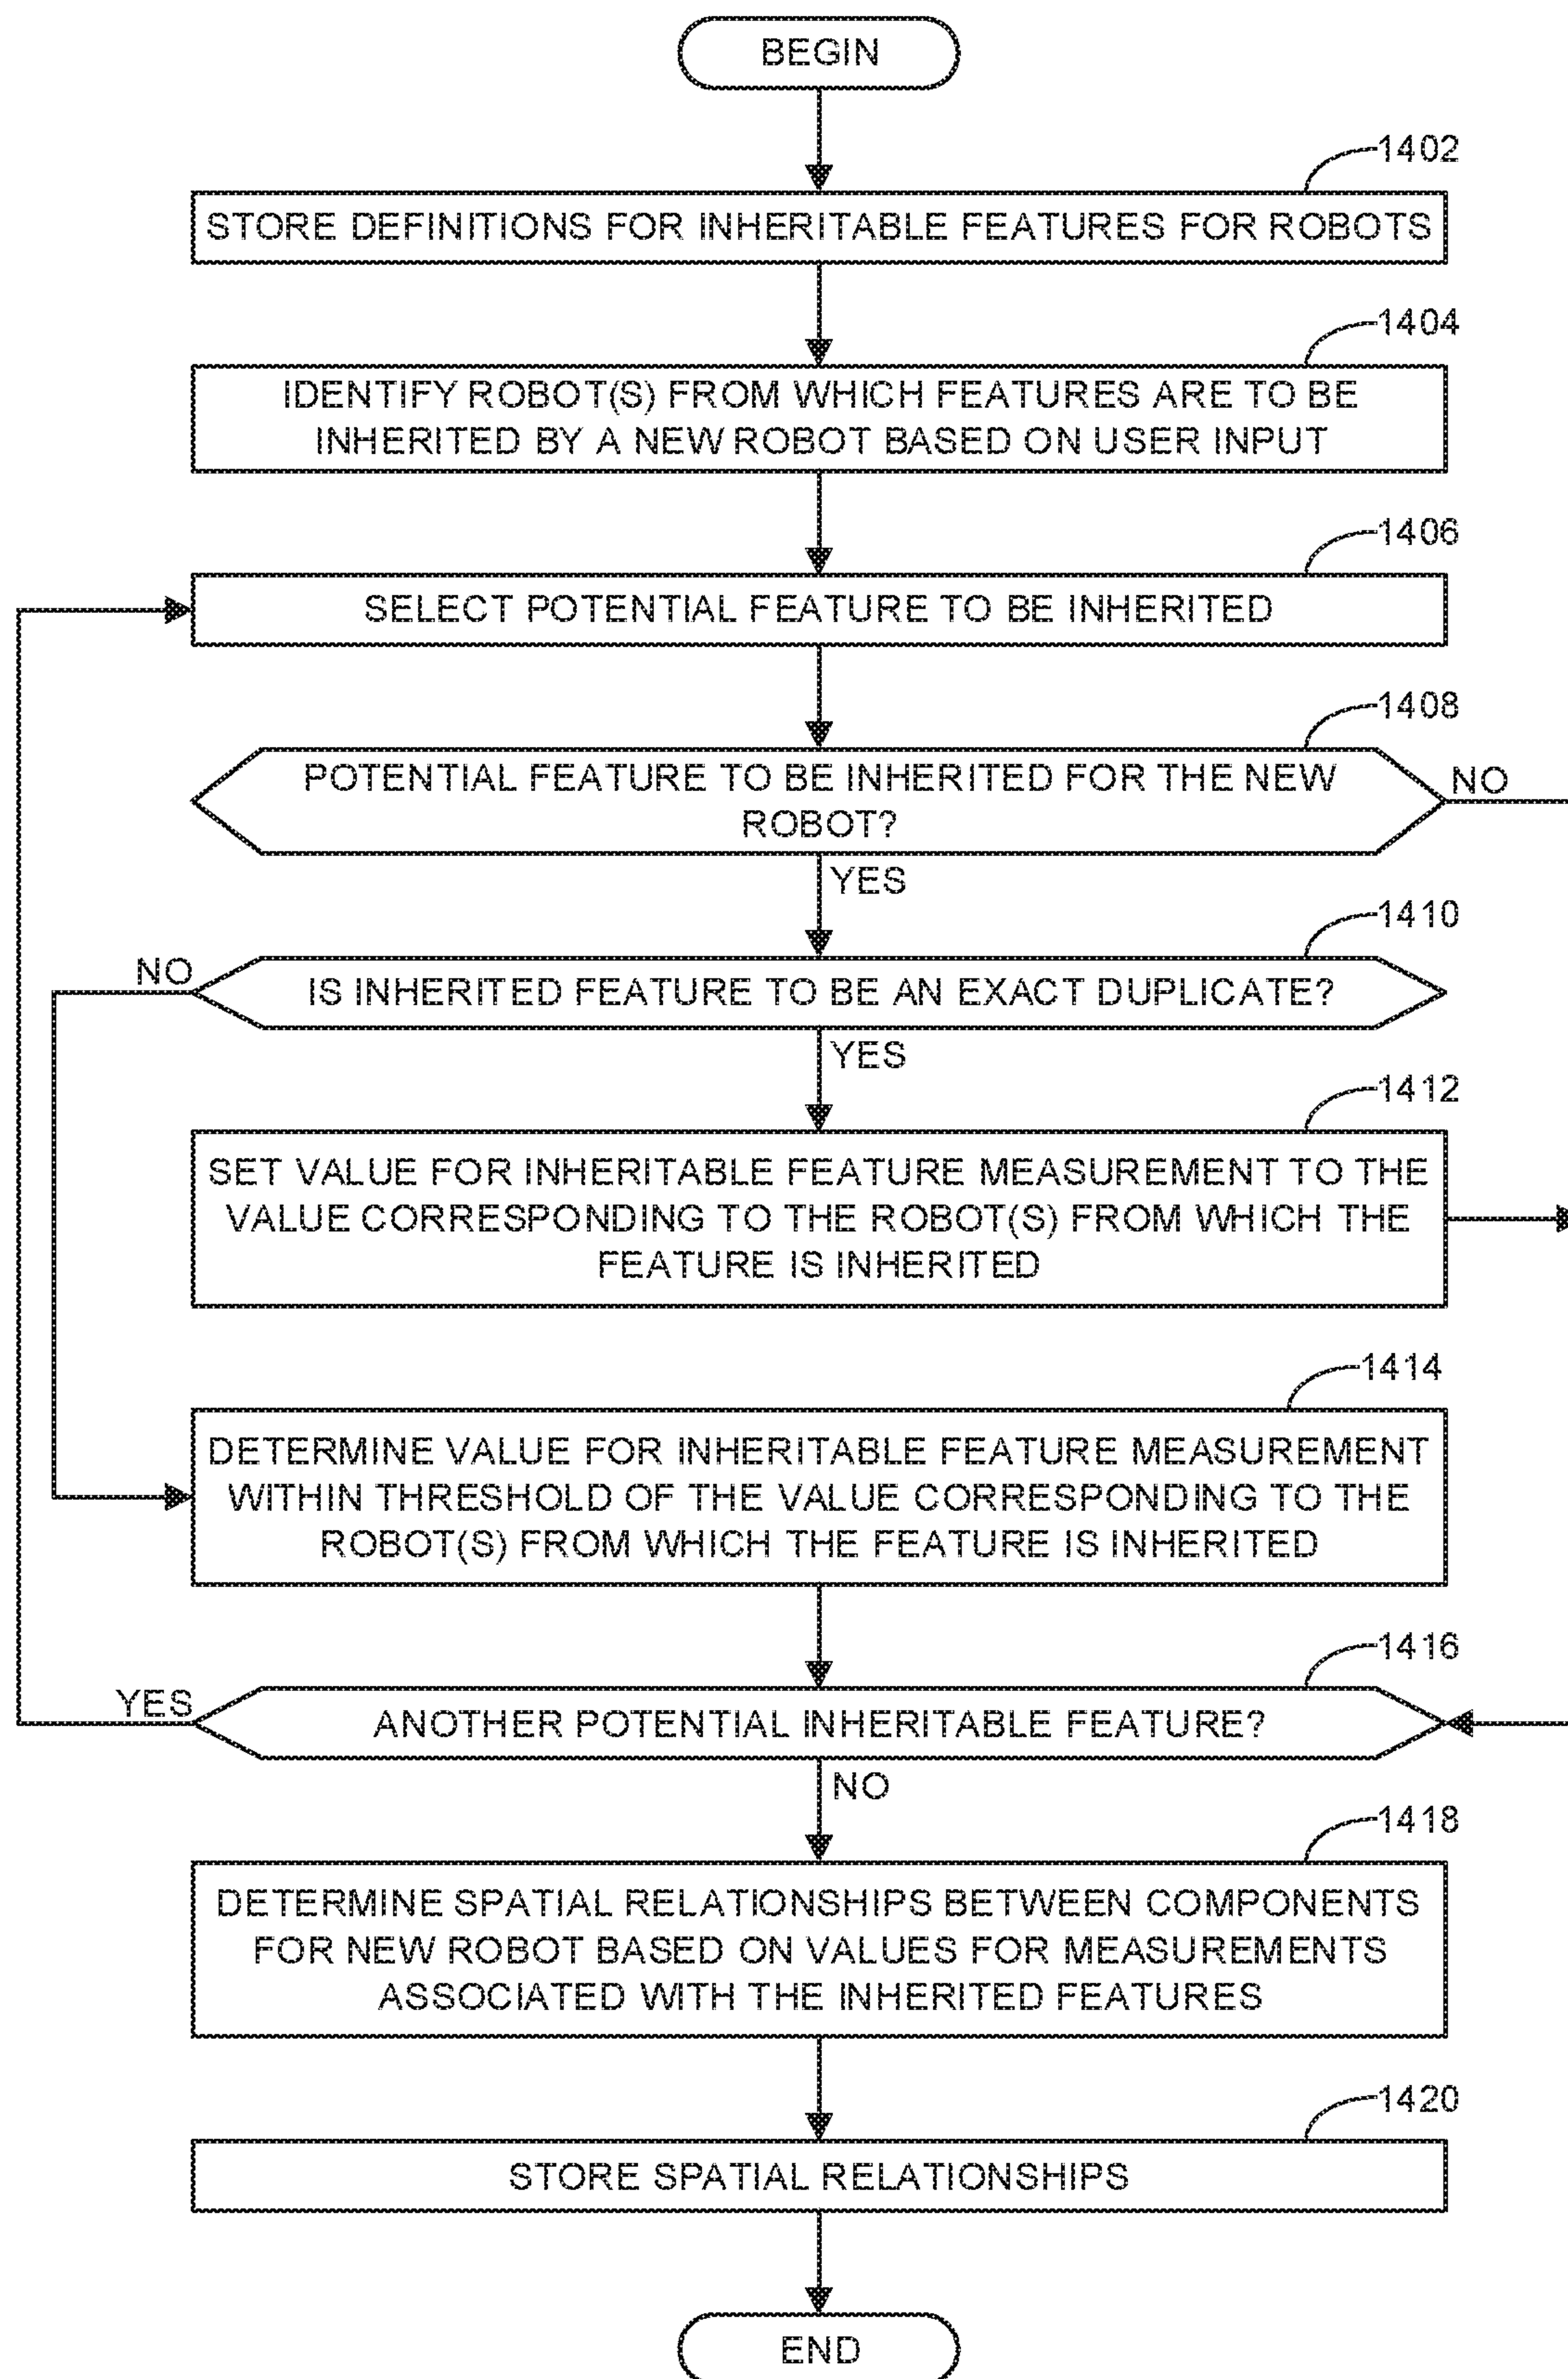 BEGIN
1402
STORE DEFINITIONS FOR INHERITABLE FEATURES FOR ROBOTS
1404
IDENTIFY ROBOT(S) FROM WHICH FEATURES ARE TO BE
INHERITED BY A NEW ROBOT BASED ON USER INPUT
1406
SELECT POTENTIAL FEATURE TO BE INHERITED
1408
POTENTIAL FEATURE TO BE INHERITED FOR THE NEW
ROBOT?
NO
YES
1410
NO
IS INHERITED FEATURE TO BE AN EXACT DUPLICATE?
YES
1412
SET VALUE FOR INHERITABLE FEATURE MEASUREMENT TO THE
VALUE CORRESPONDING TO THE ROBOT(S) FROM WHICH THE
FEATURE IS INHERITED
1414
DETERMINE VALUE FOR INHERITABLE FEATURE MEASUREMENT
WITHIN THRESHOLD OF THE VALUE CORRESPONDING TO THE
ROBOT(S) FROM WHICH THE FEATURE IS INHERITED
1416
YES
ANOTHER POTENTIAL INHERITABLE FEATURE?
NO
1418
DETERMINE SPATIAL RELATIONSHIPS BETWEEN COMPONENTS
FOR NEW ROBOT BASED ON VALUES FOR MEASUREMENTS
ASSOCIATED WITH THE INHERITED FEATURES
1420
STORE SPATIAL RELATIONSHIPS
END